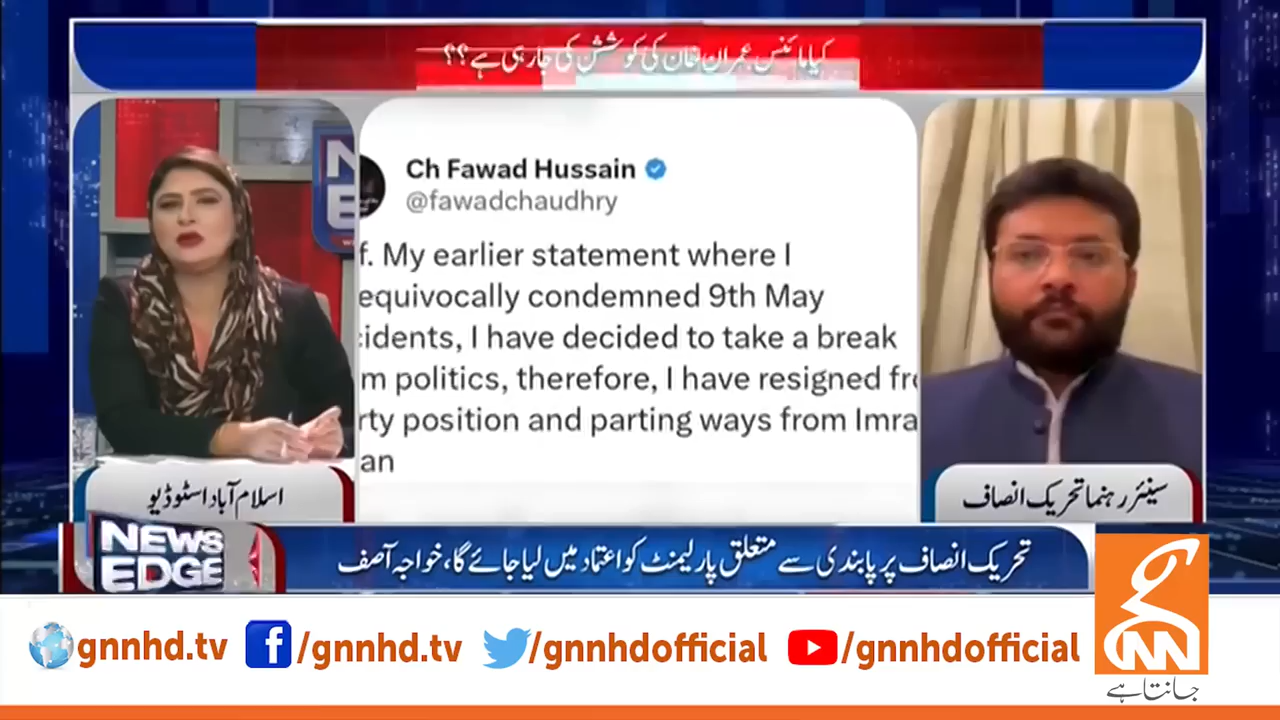 کیا مائنس عمران خان کی کوشش کی جارہی ہے؟؟
Ch Fawad Hussain
@fawadchaudhry
f. My earlier statement where I
equivocally condemned 9th May
idents, I have decided to take a break
m politics, therefore, I have resigned fr
rty position and parting ways from Imra
an
اسلام آباد اسٹوڈیو
سینئر رہنما تحریک انصاف
NEWS
EDGE
تحریک انصاف پر پابندی سے متعلق پارلیمنٹ کو اعتماد میں لیا جائے گا، خواجہ آصف
gnnhd.tv
/gnnhd.tv
/gnnhdofficial
/gnnhdofficial
GNN
جانتا ہے